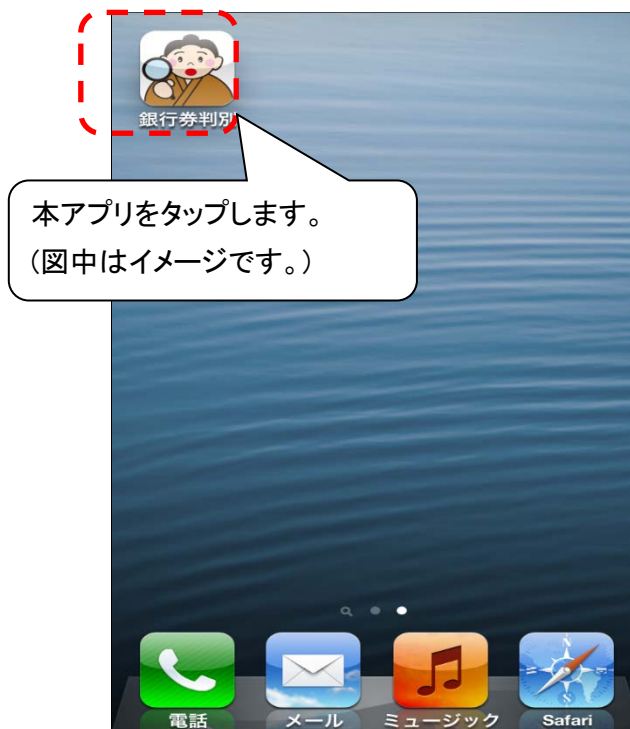 銀行券判別
本アプリをタップします。
（図中はイメージです。）
電話
メール
ミュージック
Safari